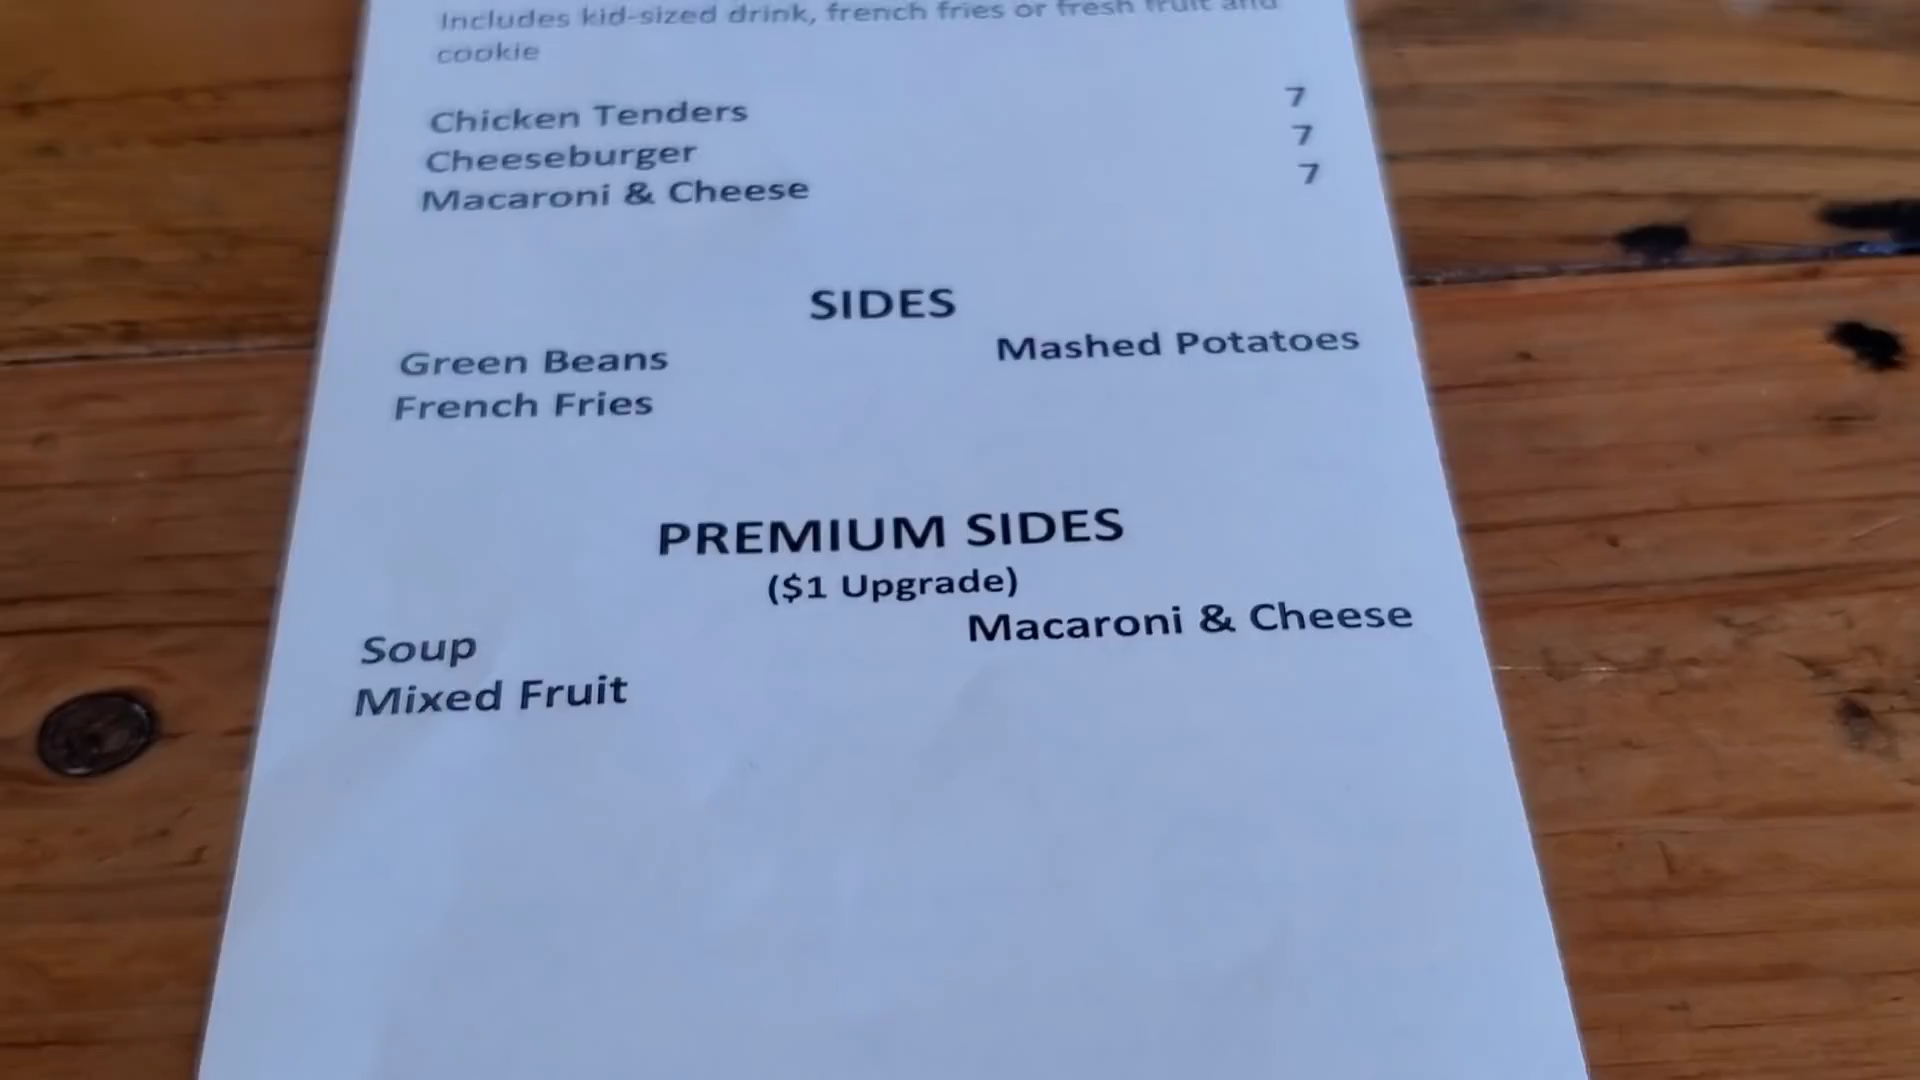 Includes kid-sized drink, french fries or fresh fruit and
cookie
Chicken Tenders 7
Cheeseburger 7
Macaroni & Cheese 7
SIDES
Green Beans Mashed Potatoes
French Fries
PREMIUM SIDES
($1 Upgrade)
Soup Macaroni & Cheese
Mixed Fruit